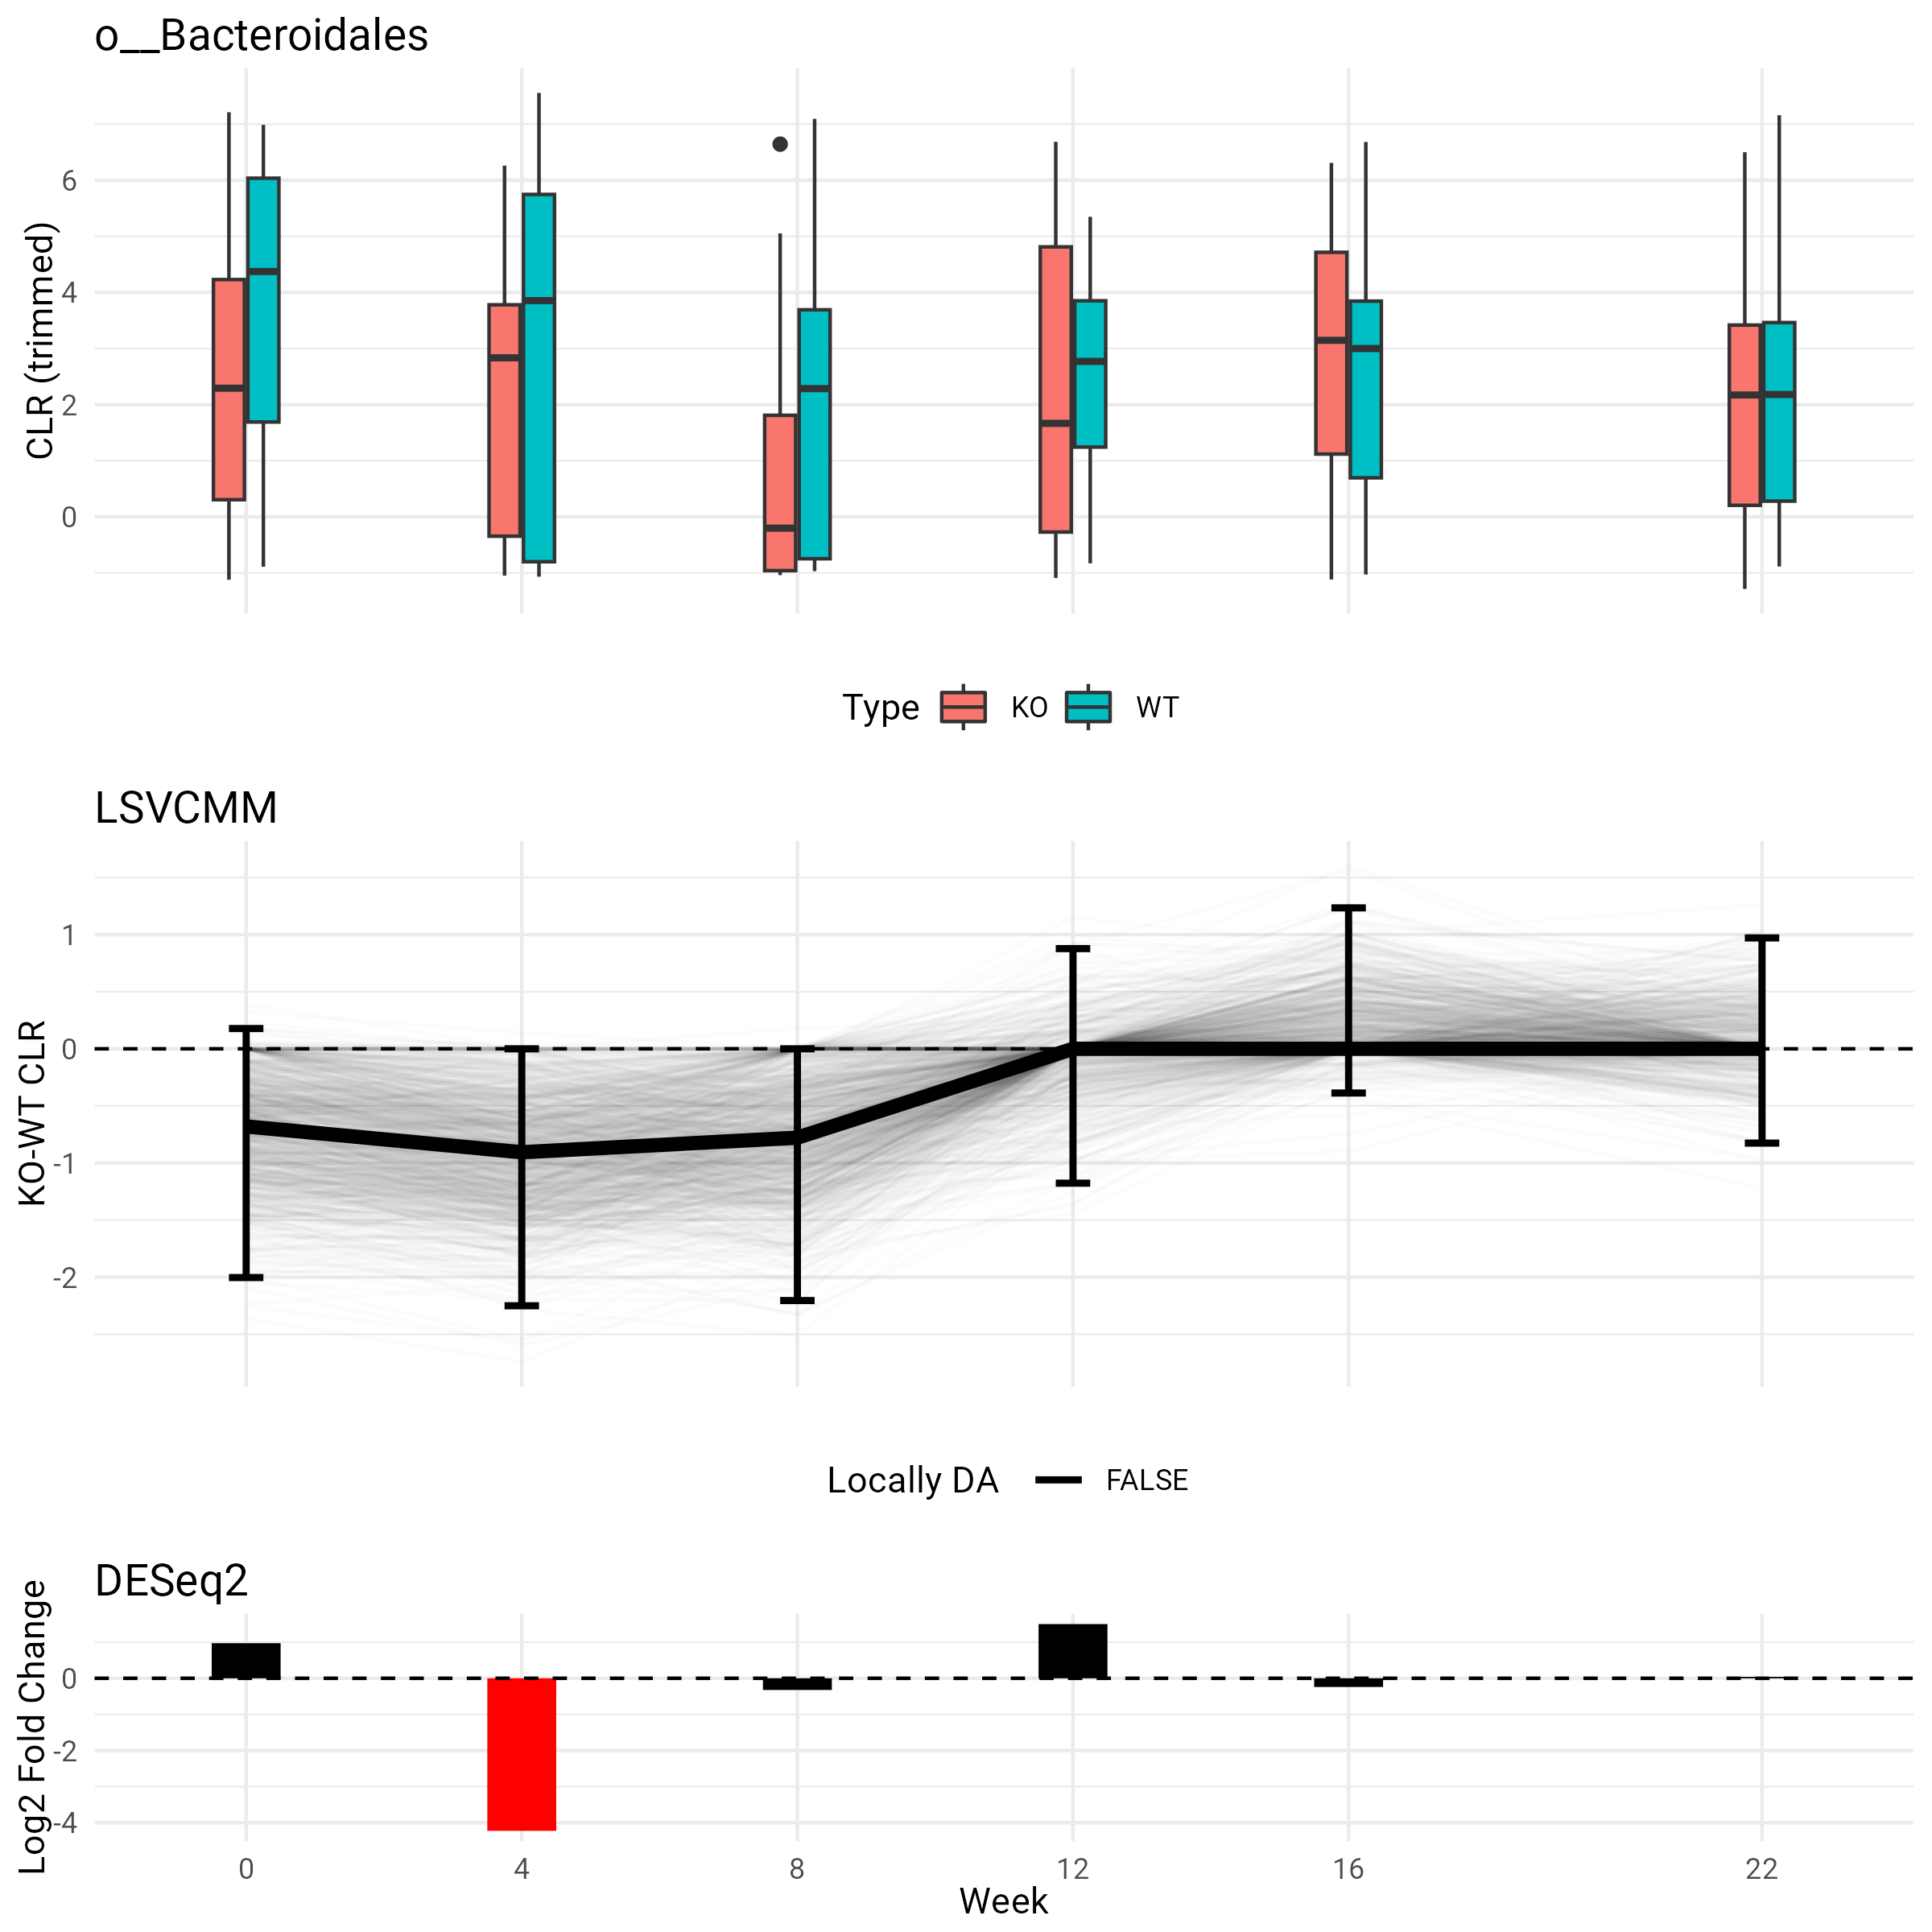 o__Bacteroidales
CLR (trimmed)
6
4
2
0
Type KO WT
LSVCMM
KO-WT CLR
1
0
-1
-2
Locally DA FALSE
DESeq2
Log2 Fold Change
0
-2
-4
0 4 8 12 16 22
Week